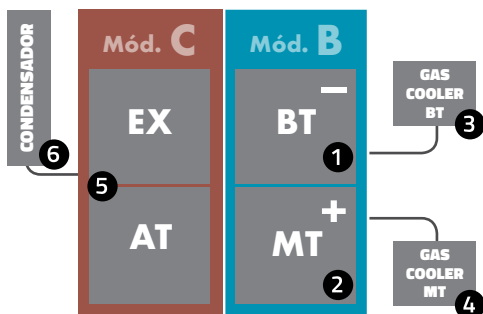 CONDENSADOR
6
Mód. C
EX
5
AT
Mód. B
BT –
1
MT +
2
GAS
COOLER
BT
3
GAS
COOLER
MT
4